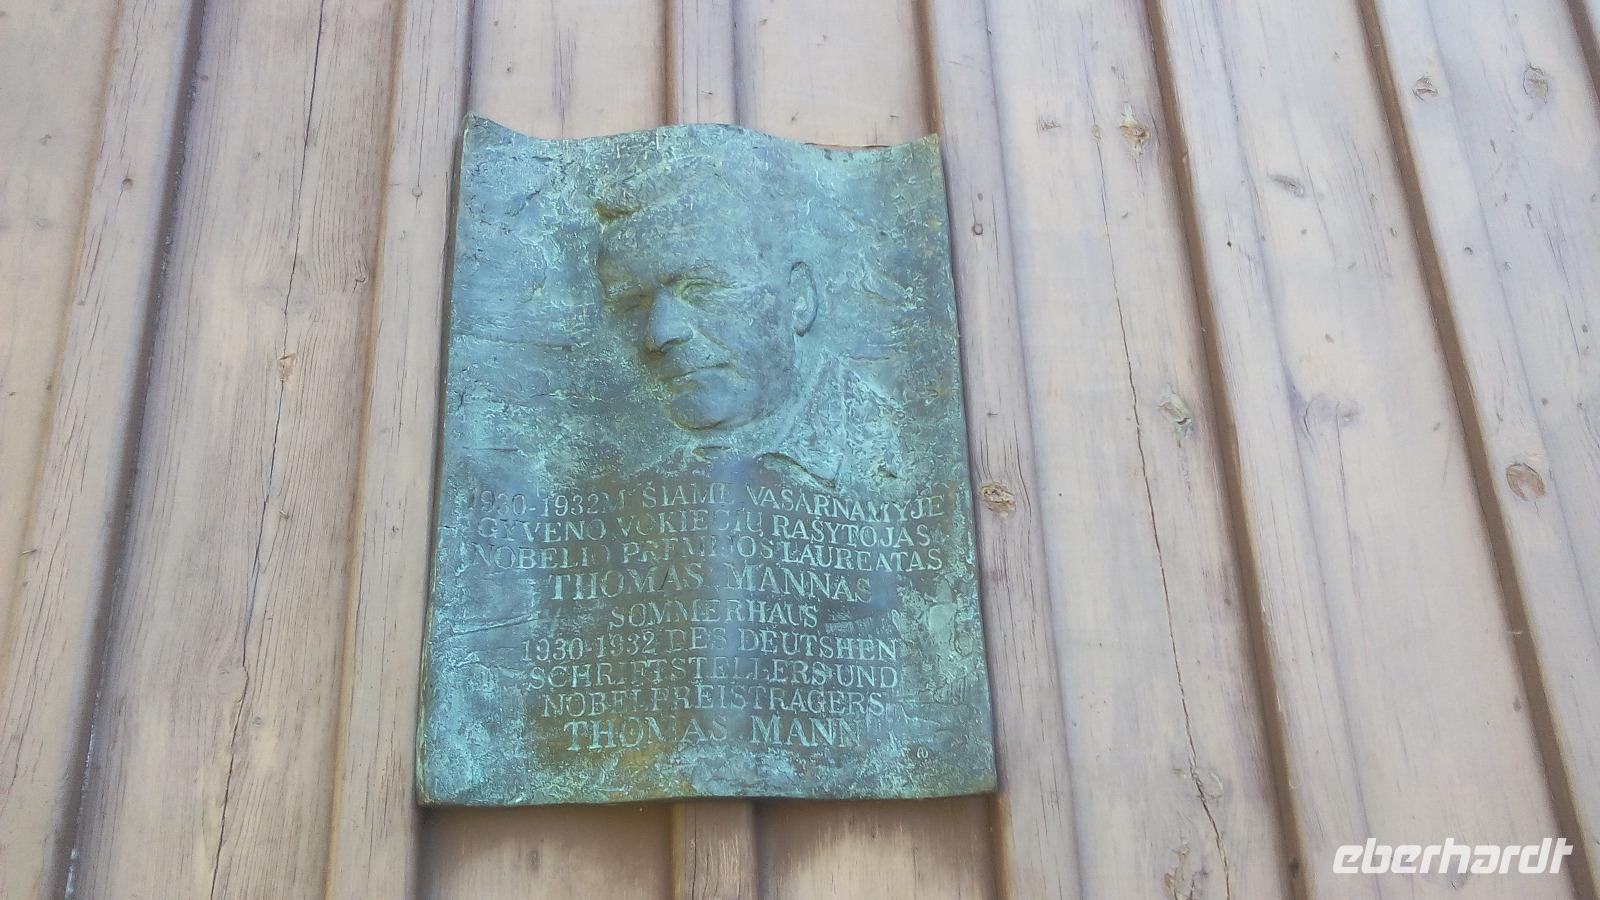 1930-1932M. ŠIAME VASARNAMYJE
GYVENO VOKIEČIŲ RAŠYTOJAS
NOBELIO PREMIJOS LAUREATAS
THOMAS MANNAS
SOMMERHAUS
1930-1932 DES DEUTSHEN
SCHRIFTSTELLERS UND
NOBELPREISTRAGERS
THOMAS MANN
eberhardt